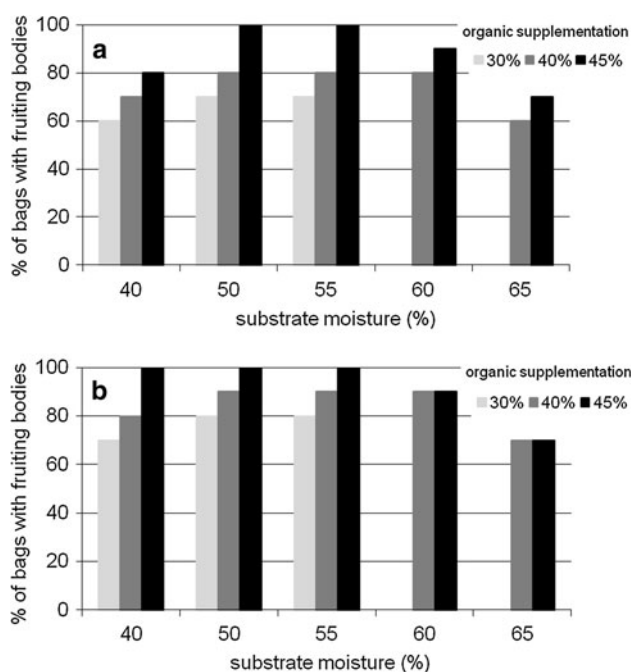 a
organic supplementation
30% 40% 45%
% of bags with fruiting bodies
100
80
60
40
20
0
40 50 55 60 65
substrate moisture (%)
b
organic supplementation
30% 40% 45%
% of bags with fruiting bodies
100
80
60
40
20
0
40 50 55 60 65
substrate moisture (%)